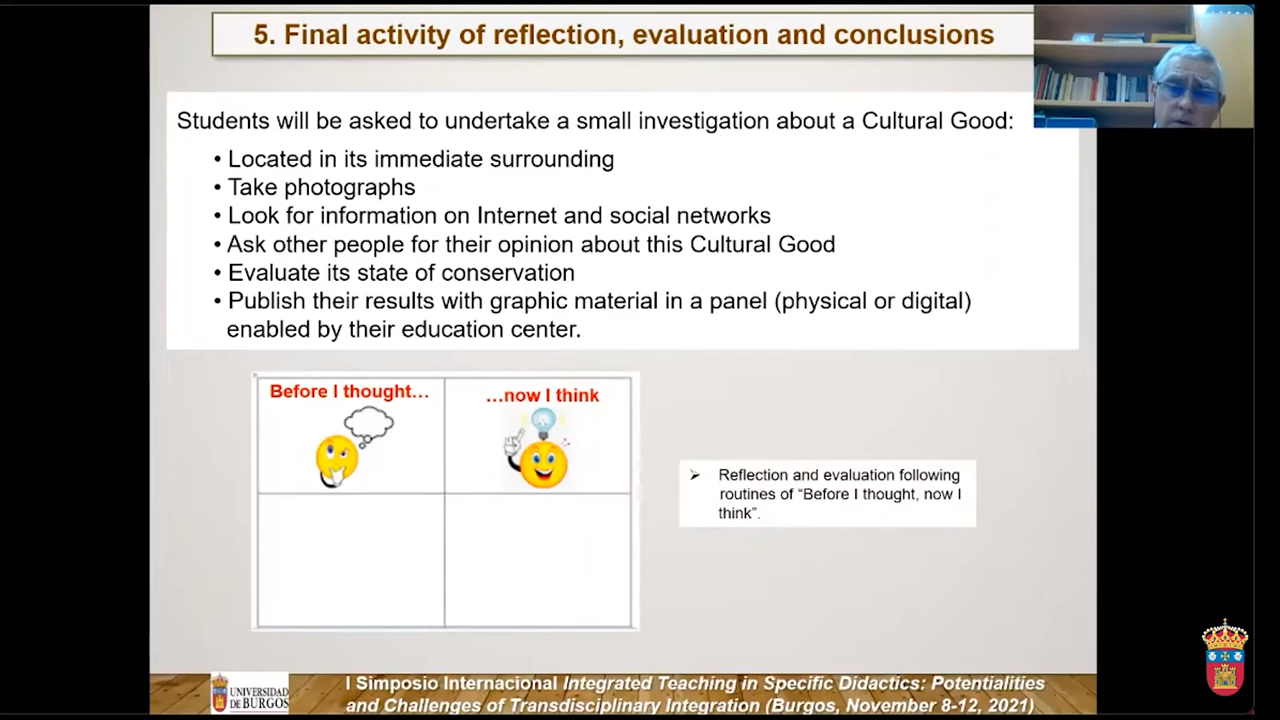 5. Final activity of reflection, evaluation and conclusions
Students will be asked to undertake a small investigation about a Cultural Good:
• Located in its immediate surrounding
• Take photographs
• Look for information on Internet and social networks
• Ask other people for their opinion about this Cultural Good
• Evaluate its state of conservation
• Publish their results with graphic material in a panel (physical or digital)
enabled by their education center.
Before I thought…
…now I think
➢ Reflection and evaluation following
routines of “Before I thought, now I
think”.
UNIVERSIDAD
DE BURGOS
I Simposio Internacional Integrated Teaching in Specific Didactics: Potentialities
and Challenges of Transdisciplinary Integration (Burgos, November 8-12, 2021)